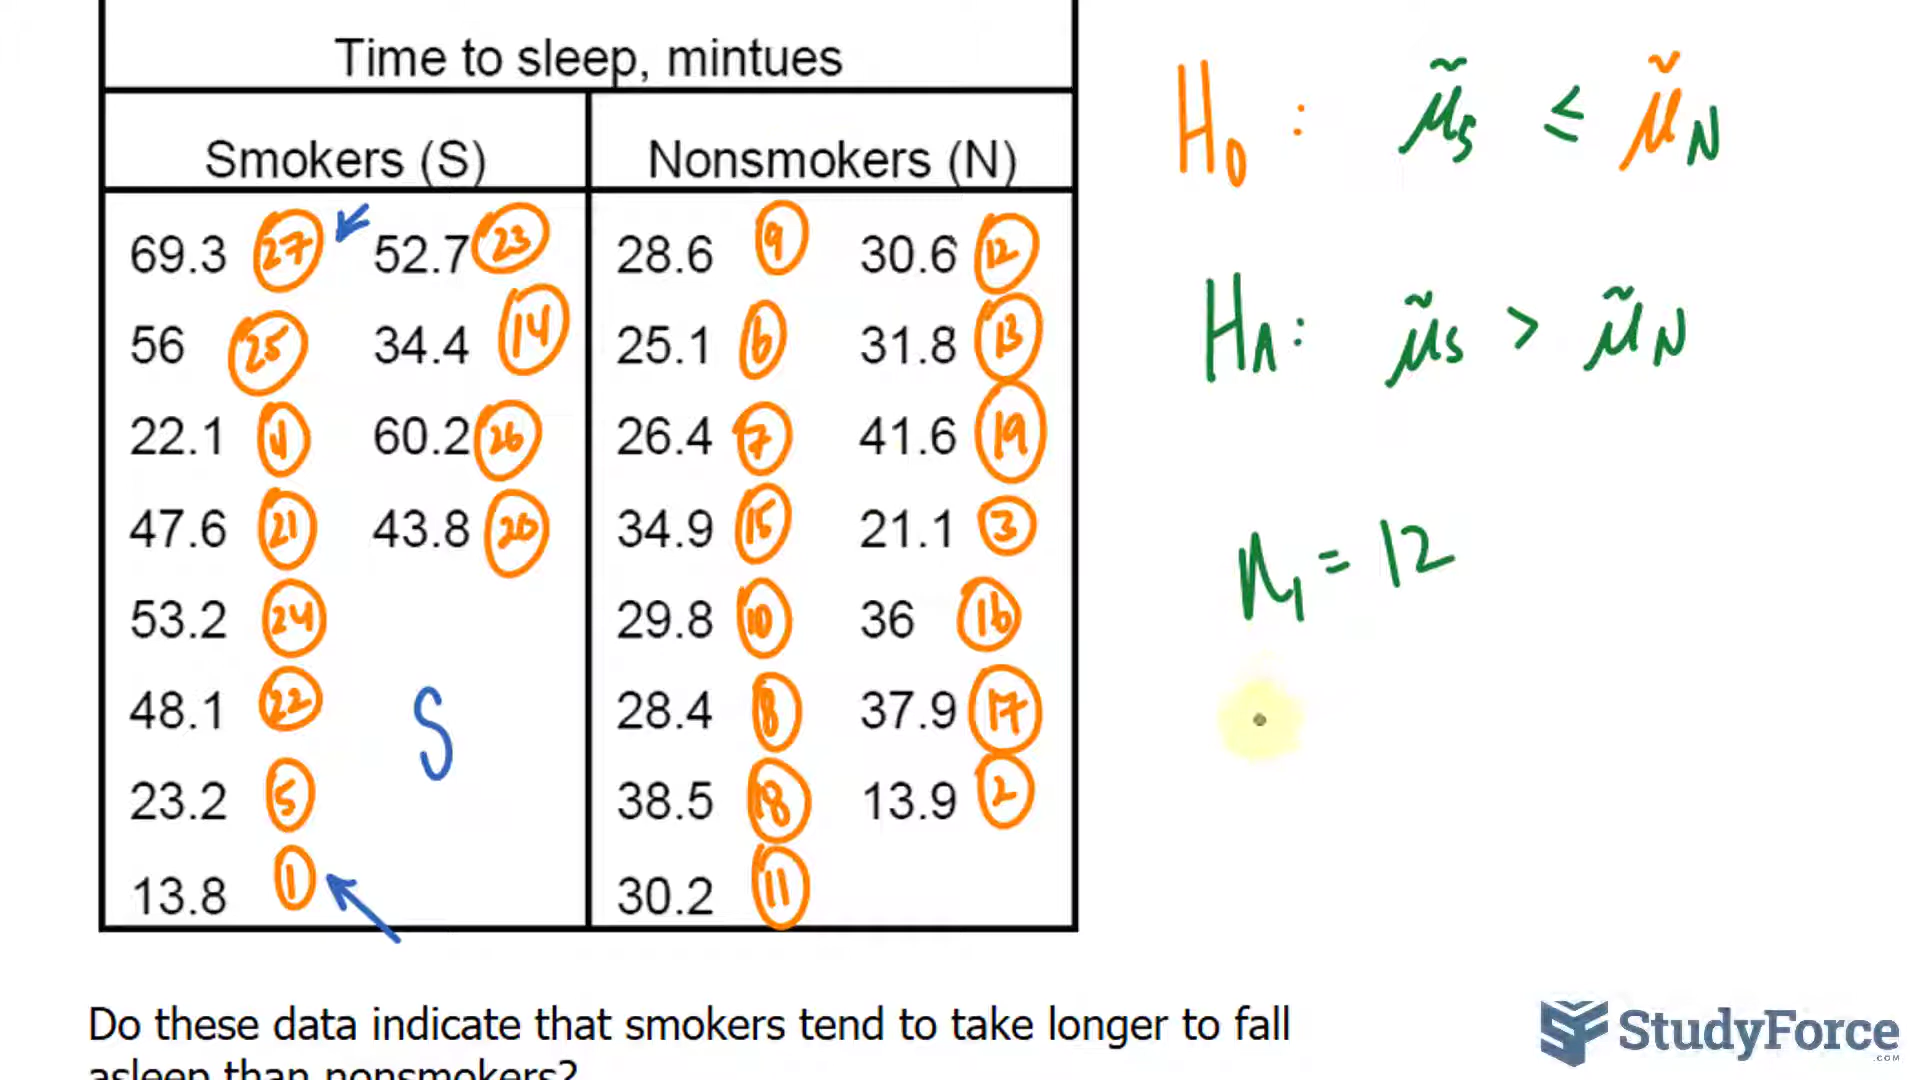 Time to sleep, mintues
Smokers (S) Nonsmokers (N)
69.3 27 52.7 23 28.6 9 30.6 12
56 25 34.4 14 25.1 6 31.8 13
22.1 4 60.2 26 26.4 7 41.6 19
47.6 21 43.8 20 34.9 15 21.1 3
53.2 24 29.8 10 36 16
48.1 22 S 28.4 8 37.9 17
23.2 5 38.5 18 13.9 2
13.8 1 30.2 11
H0 : μ̃S ≤ μ̃N
HA : μ̃S > μ̃N
n1 = 12
Do these data indicate that smokers tend to take longer to fall
asleep than nonsmokers?
StudyForce
.COM